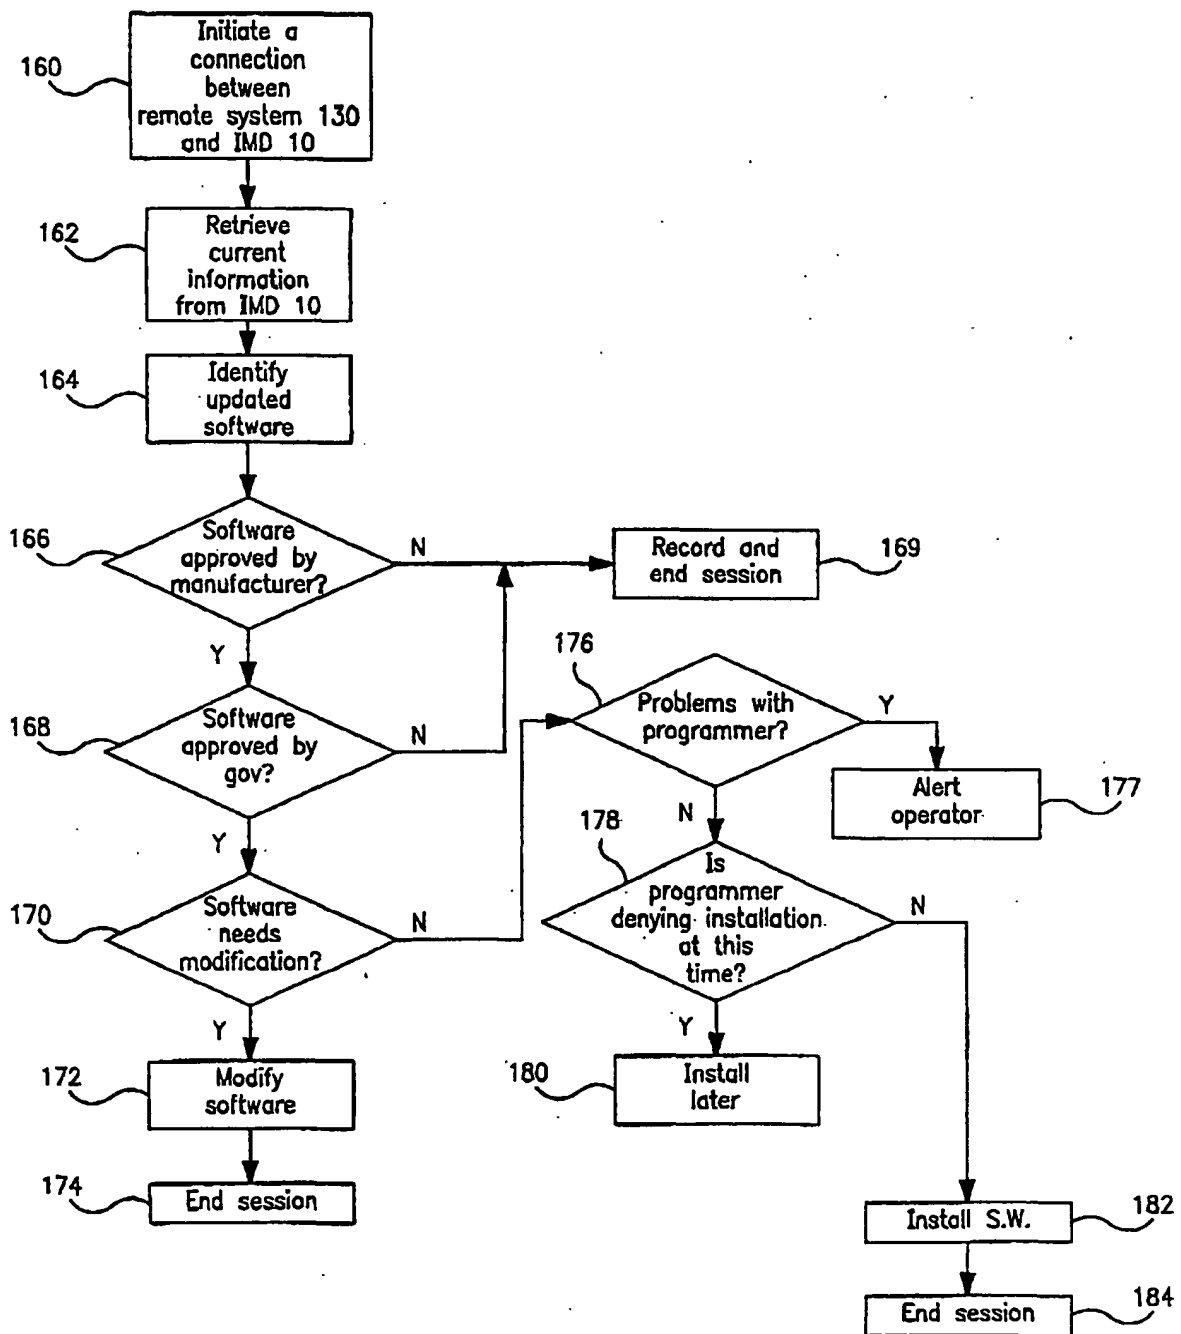 Initiate a
connection
between
remote system 130
and IMD 10
160
Retrieve
current
information
from IMD 10
162
Identify
updated
software
164
Software
approved by
manufacturer?
166
N
Y
Record and
end session
169
Software
approved by
gov?
168
N
Y
176
Problems with
programmer?
Y
N
Alert
operator
177
Software
needs
modification?
170
N
Y
178
Is
programmer
denying installation
at this
time?
N
Y
Modify
software
172
Install
later
180
End session
174
Install S.W.
182
End session
184